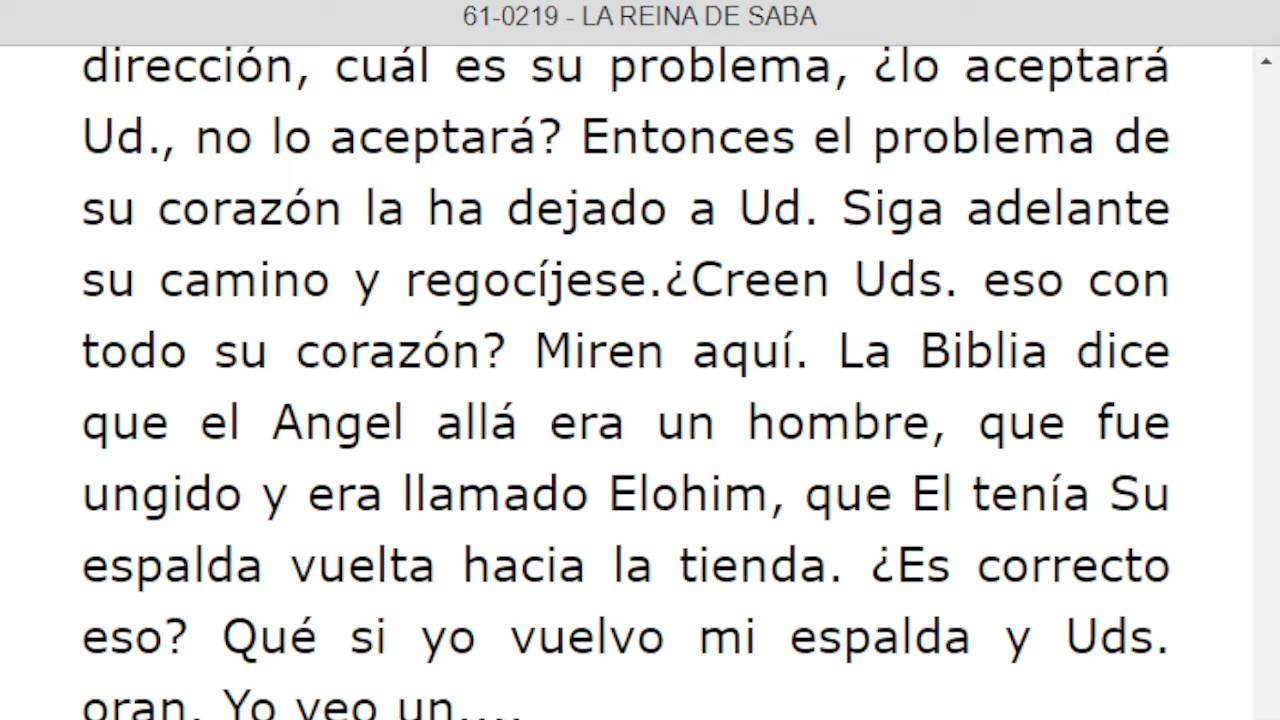 61-0219 - LA REINA DE SABA
dirección, cuál es su problema, ¿lo aceptará
Ud., no lo aceptará? Entonces el problema de
su corazón la ha dejado a Ud. Siga adelante
su camino y regocíjese.¿Creen Uds. eso con
todo su corazón? Miren aquí. La Biblia dice
que el Angel allá era un hombre, que fue
ungido y era llamado Elohim, que El tenía Su
espalda vuelta hacia la tienda. ¿Es correcto
eso? Qué si yo vuelvo mi espalda y Uds.
oran. Yo veo un....